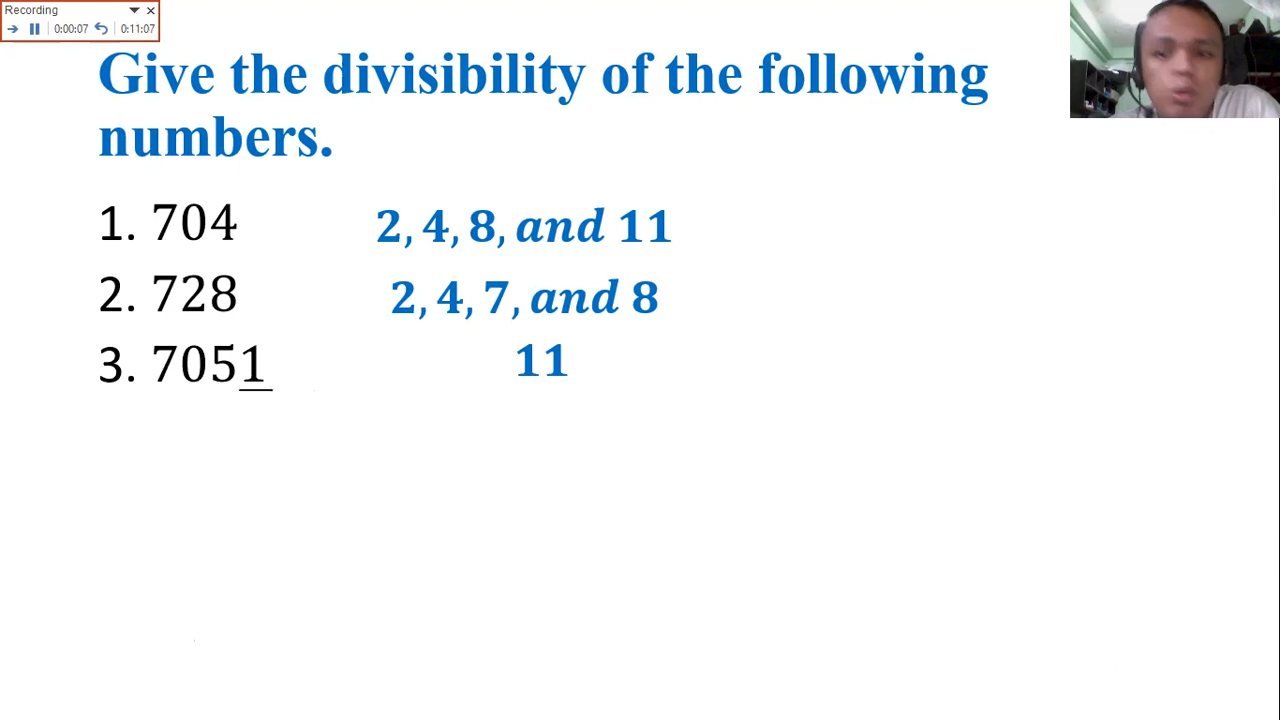 Recording
0:00:07 0:11:07
Give the divisibility of the following
numbers.
1. 704 2, 4, 8, and 11
2. 728 2, 4, 7, and 8
3. 7051 11